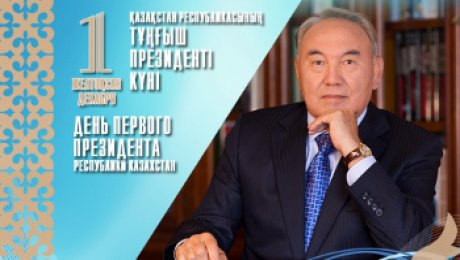 1
ЖЕЛТОҚСАН
ДЕКАБРЯ
ҚАЗАҚСТАН РЕСПУБЛИКАСЫНЫҢ
ТҰҢҒЫШ
ПРЕЗИДЕНТІ
КҮНІ
ДЕНЬ ПЕРВОГО
ПРЕЗИДЕНТА
РЕСПУБЛИКИ КАЗАХСТАН